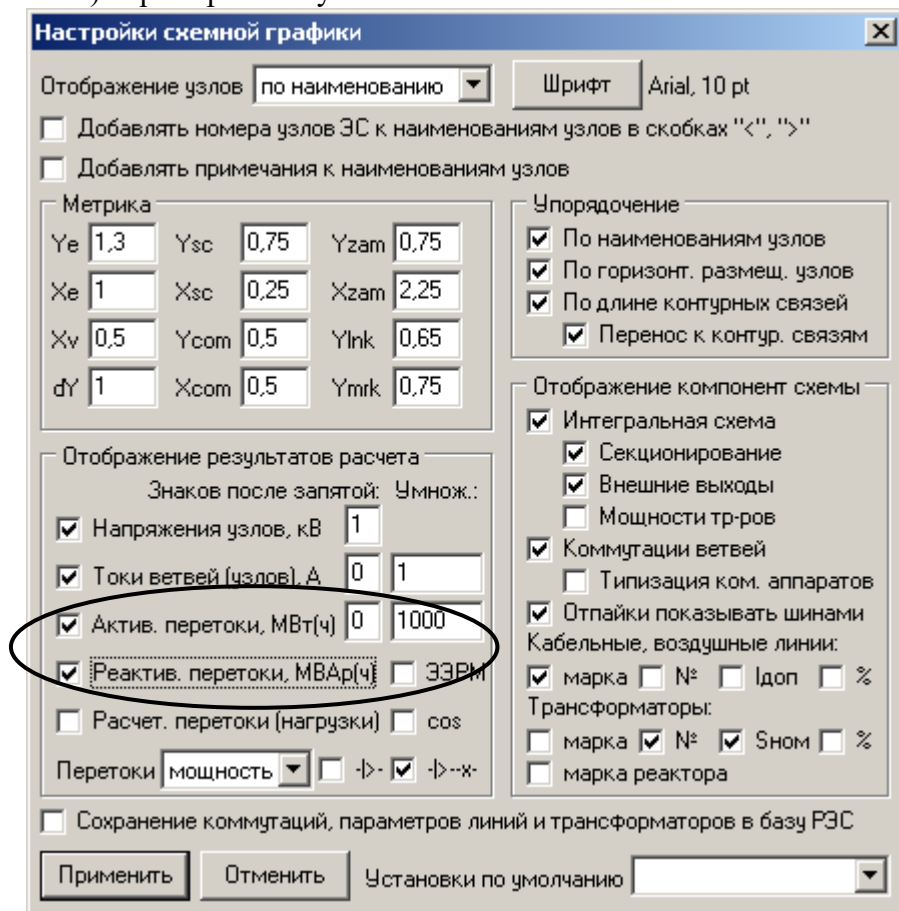 Настройки схемной графики
Отображение узлов по наименованию Шрифт Arial, 10 pt
Добавлять номера узлов ЭС к наименованиям узлов в скобках "<", ">"
Добавлять примечания к наименованиям узлов
Метрика
Ye 1,3 Ysc 0,75 Yzam 0,75
Xe 1 Xsc 0,25 Xzam 2,25
Xv 0,5 Ycom 0,5 Ylnk 0,65
dY 1 Xcom 0,5 Ymrk 0,75
Упорядочение
По наименованиям узлов
По горизонт. размещ. узлов
По длине контурных связей
Перенос к контур. связям
Отображение результатов расчета
Знаков после запятой: Умнож.:
Напряжения узлов, кВ 1
Токи ветвей (узлов), А 0 1
Актив. перетоки, МВт(ч) 0 1000
Реактив. перетоки, МВАр(ч) ЭЭРМ
Расчет. перетоки (нагрузки) cos
Перетоки мощность -|>- -|>--x-
Отображение компонент схемы
Интегральная схема
Секционирование
Внешние выходы
Мощности тр-ров
Коммутации ветвей
Типизация ком. аппаратов
Отпайки показывать шинами
Кабельные, воздушные линии:
марка № Iдоп %
Трансформаторы:
марка № Sном %
марка реактора
Сохранение коммутаций, параметров линий и трансформаторов в базу РЭС
Применить Отменить Установки по умолчанию